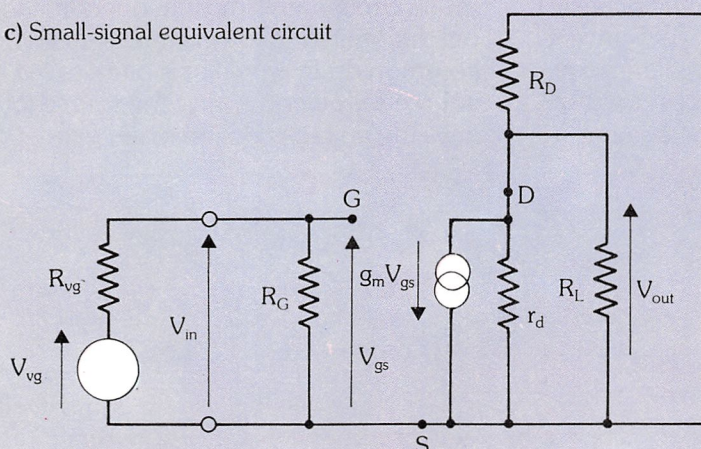 c) Small-signal equivalent circuit
R_D
D
G
R_vg
V_in
R_G
g_mV_gs
r_d
R_L
V_out
V_vg
V_gs
S